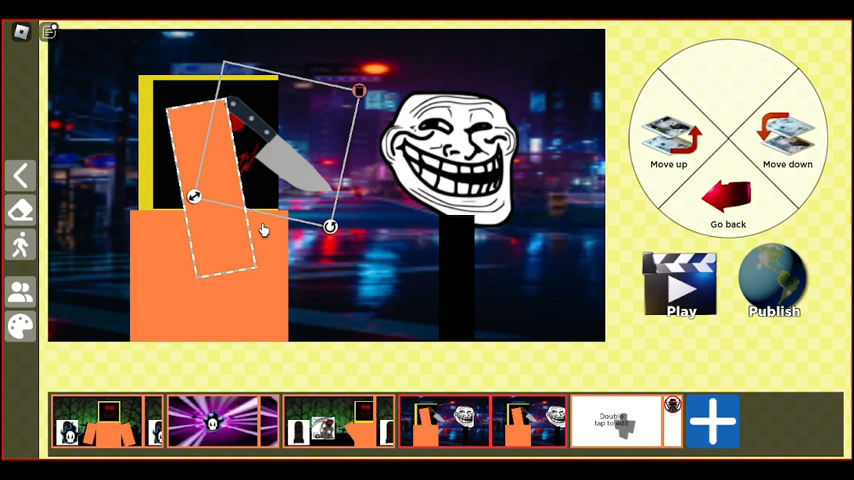 Move up
Move down
Go back
Play
Publish
Double
tap to edit